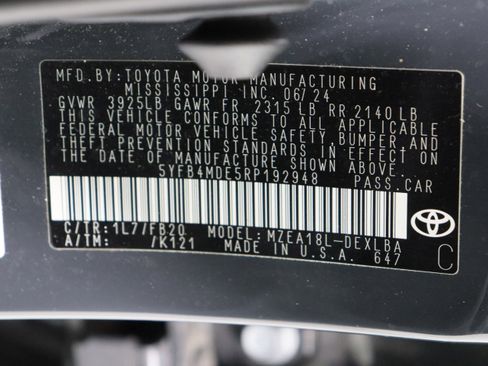 MFD. BY: TOYOTA MOTOR MANUFACTURING
MISSISSIPPI INC. 06/24
GVWR 3925LB GAWR FR 2315 LB RR 2140 LB
THIS VEHICLE CONFORMS TO ALL APPLICABLE
FEDERAL MOTOR VEHICLE SAFETY, BUMPER AND
THEFT PREVENTION STANDARDS IN EFFECT ON
THE DATE OF MANUFACTURE SHOWN ABOVE.
5YFB4MDE5RP192948 PASS.CAR
C/TR: 1L7/FB20 MODEL: MZEA18L-DEXLBA
A/TM: /K121 MADE IN U.S.A. 647
C